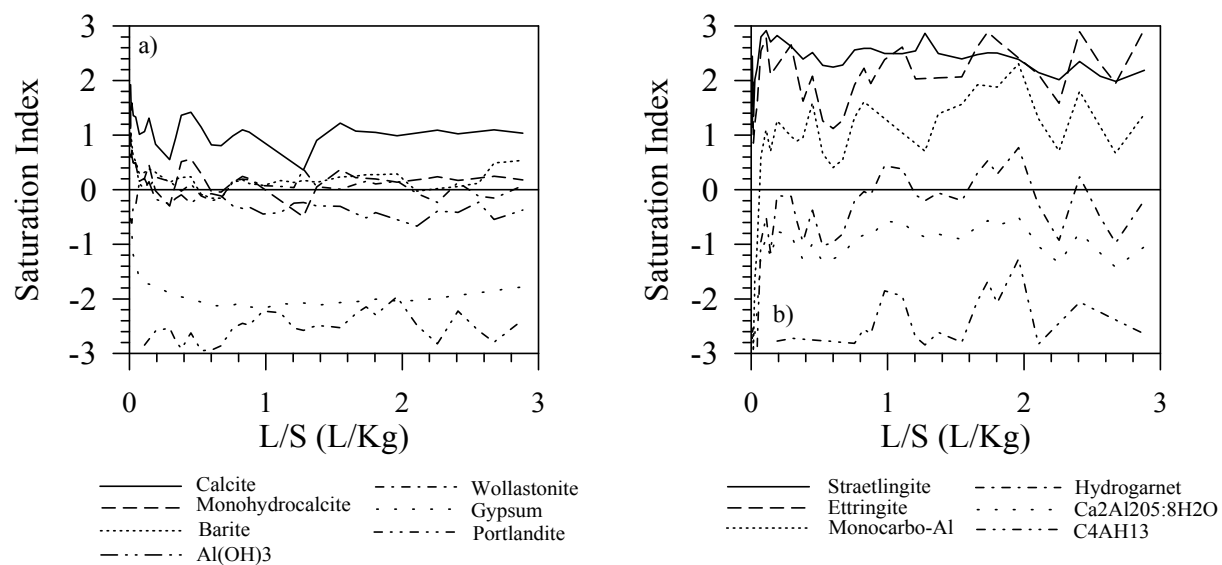 3
2
1
0
-1
-2
-3
Saturation Index
a)
0 1 2 3
L/S (L/Kg)
Calcite
Monohydrocalcite
Barite
Al(OH)3
Wollastonite
Gypsum
Portlandite
3
2
1
0
-1
-2
-3
Saturation Index
b)
0 1 2 3
L/S (L/Kg)
Straetlingite
Ettringite
Monocarbo-Al
Hydrogarnet
Ca2Al205:8H2O
C4AH13